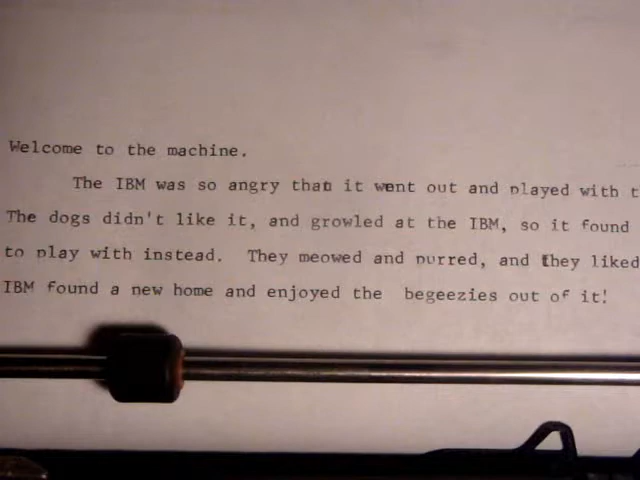 Welcome to the machine.
The IBM was so angry that it went out and played with t
The dogs didn't like it, and growled at the IBM, so it found
to play with instead. They meowed and purred, and they liked
IBM found a new home and enjoyed the begeezies out of it!